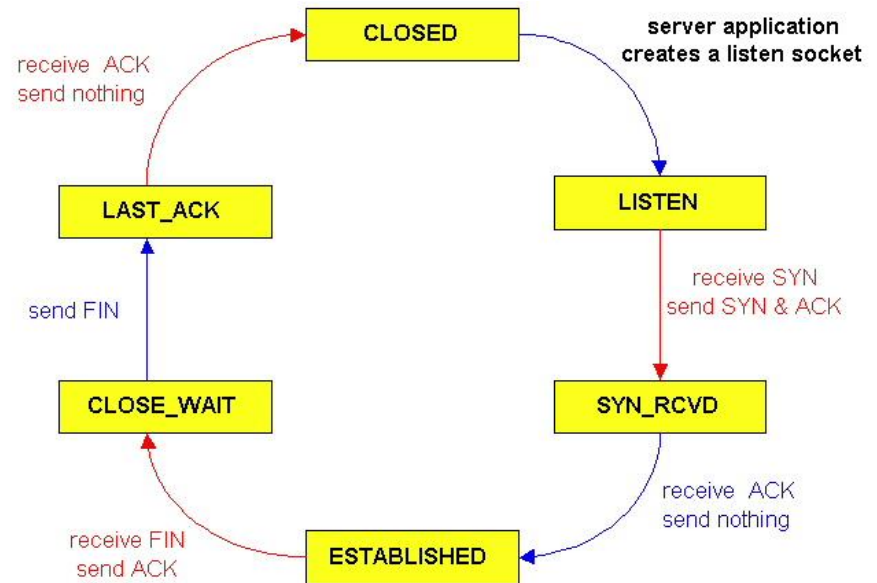 CLOSED
server application
creates a listen socket
receive ACK
send nothing
LAST_ACK
LISTEN
receive SYN
send SYN & ACK
send FIN
CLOSE_WAIT
SYN_RCVD
receive ACK
send nothing
receive FIN
send ACK
ESTABLISHED